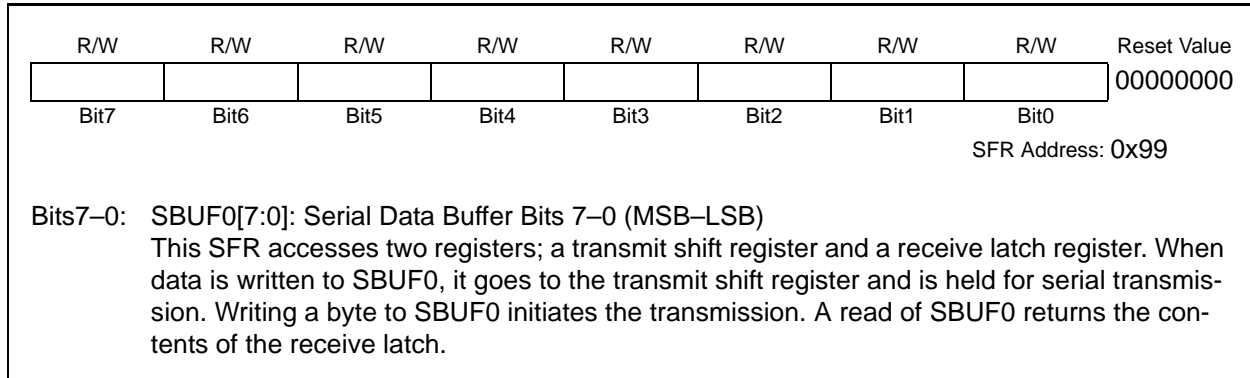 R/W R/W R/W R/W R/W R/W R/W R/W Reset Value
00000000
Bit7 Bit6 Bit5 Bit4 Bit3 Bit2 Bit1 Bit0
SFR Address: 0x99
Bits7–0: SBUF0[7:0]: Serial Data Buffer Bits 7–0 (MSB–LSB)
This SFR accesses two registers; a transmit shift register and a receive latch register. When
data is written to SBUF0, it goes to the transmit shift register and is held for serial transmis-
sion. Writing a byte to SBUF0 initiates the transmission. A read of SBUF0 returns the con-
tents of the receive latch.